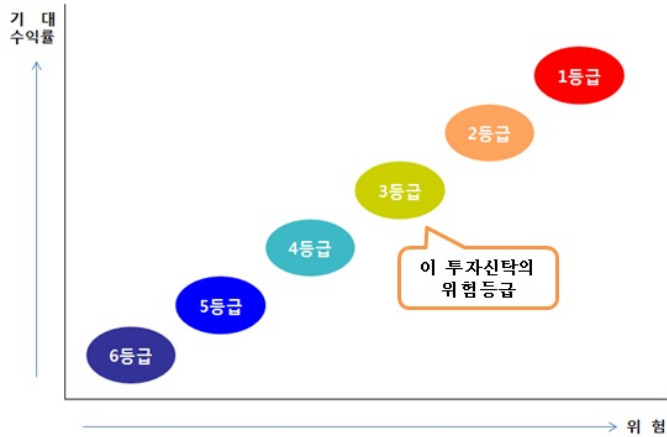 기 대
수익률
1등급
2등급
3등급
4등급
이 투자신탁의
위험등급
5등급
6등급
위 험